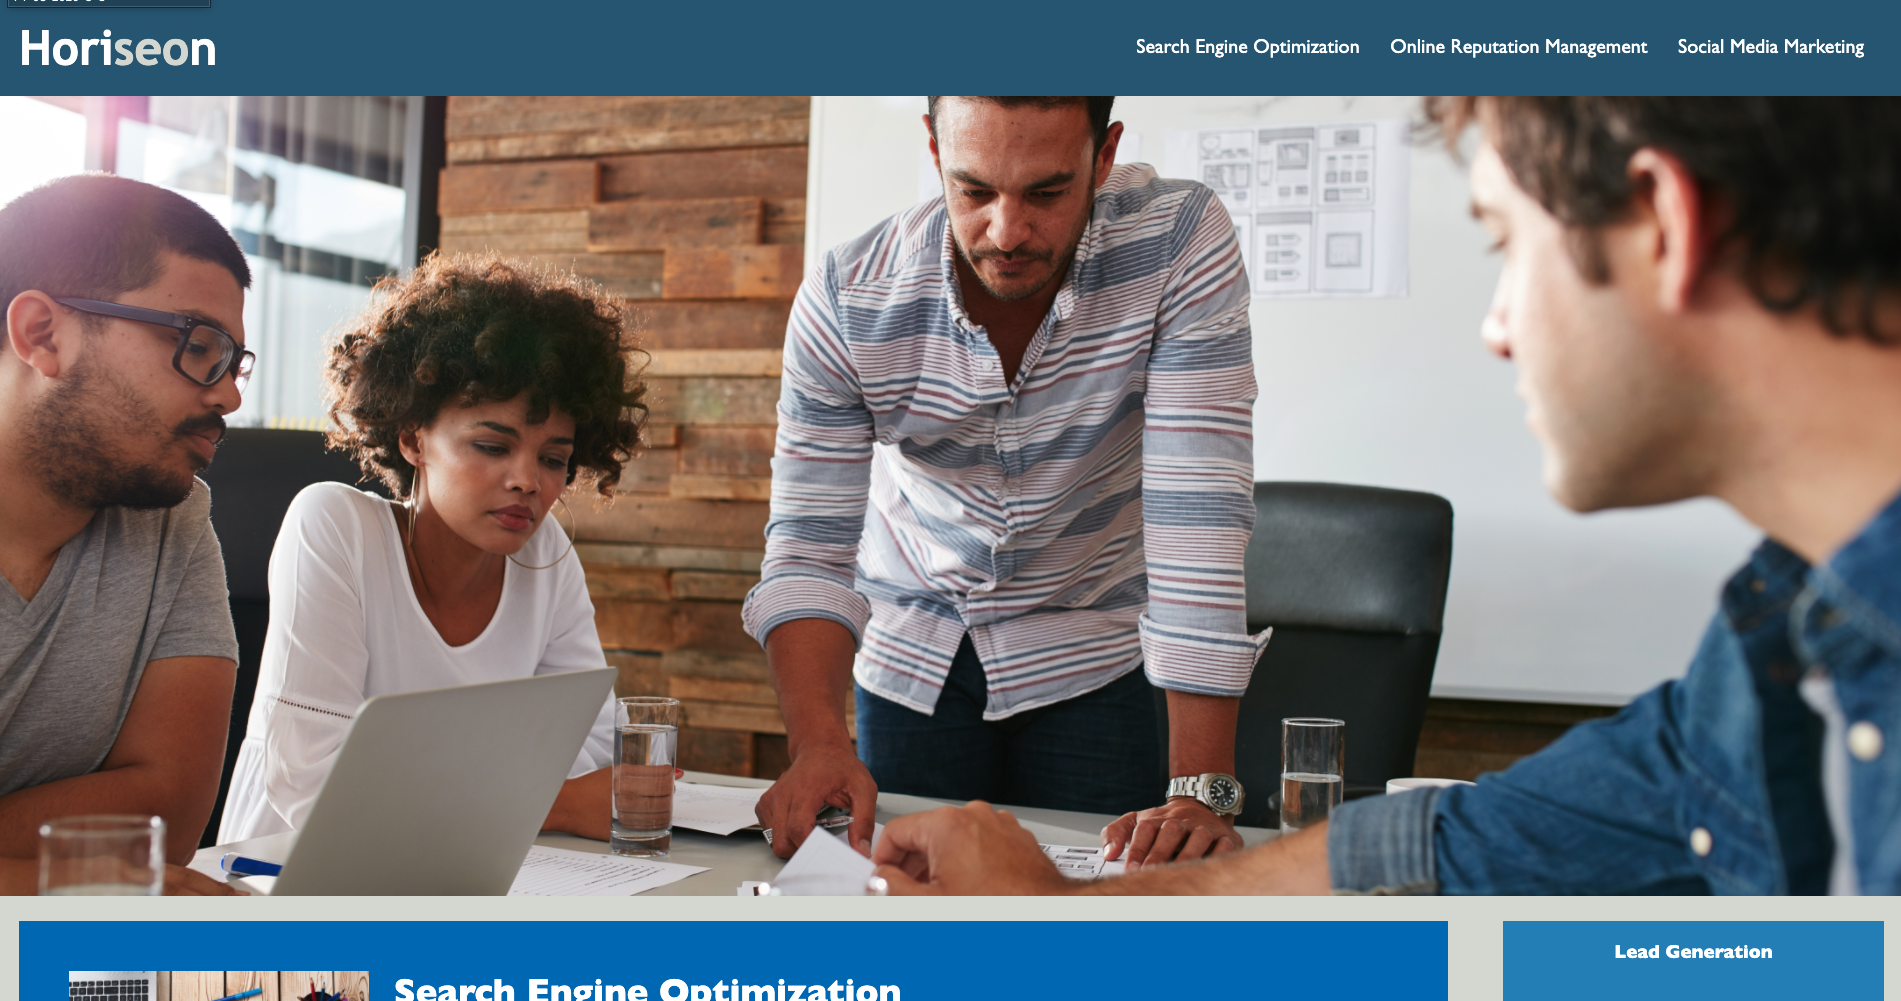 Horiseon
Search Engine Optimization Online Reputation Management Social Media Marketing
Search Engine Optimization
Lead Generation